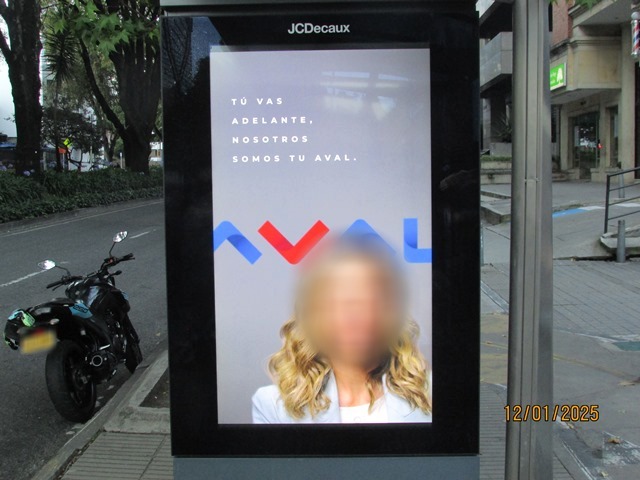 JCDecaux
TÚ VAS
ADELANTE,
NOSOTROS
SOMOS TU AVAL.
AVAL
12/01/2025